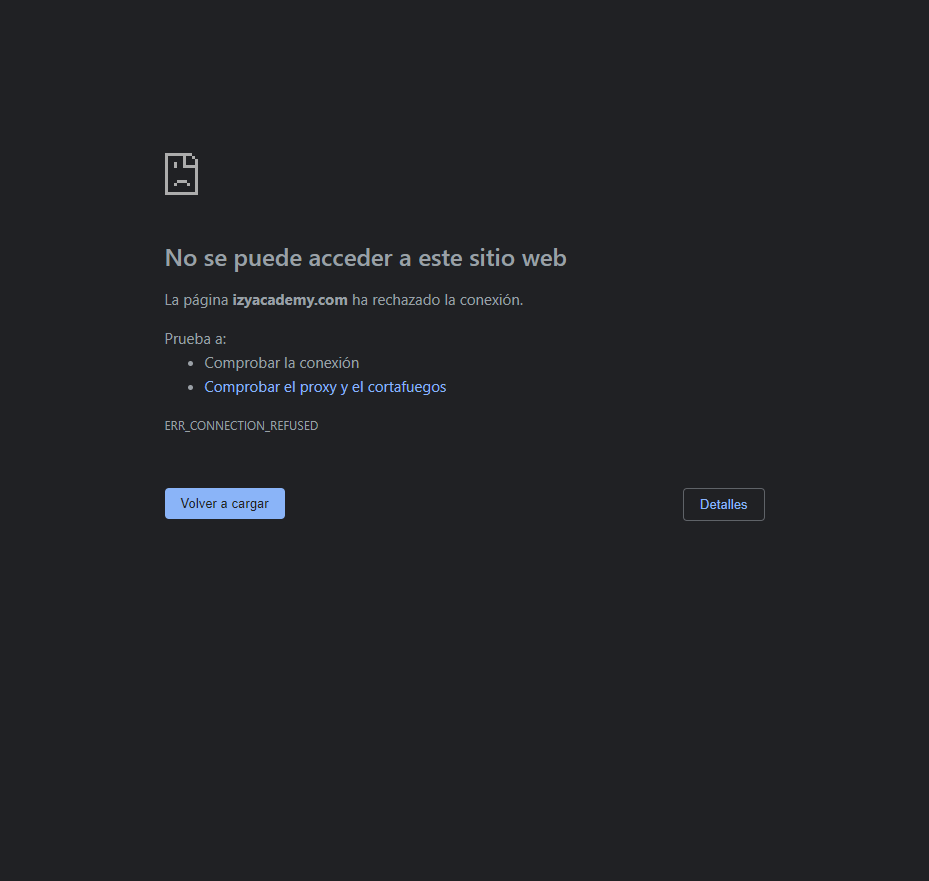 No se puede acceder a este sitio web
La página izyacademy.com ha rechazado la conexión.
Prueba a:
• Comprobar la conexión
• Comprobar el proxy y el cortafuegos
ERR_CONNECTION_REFUSED
Volver a cargar
Detalles